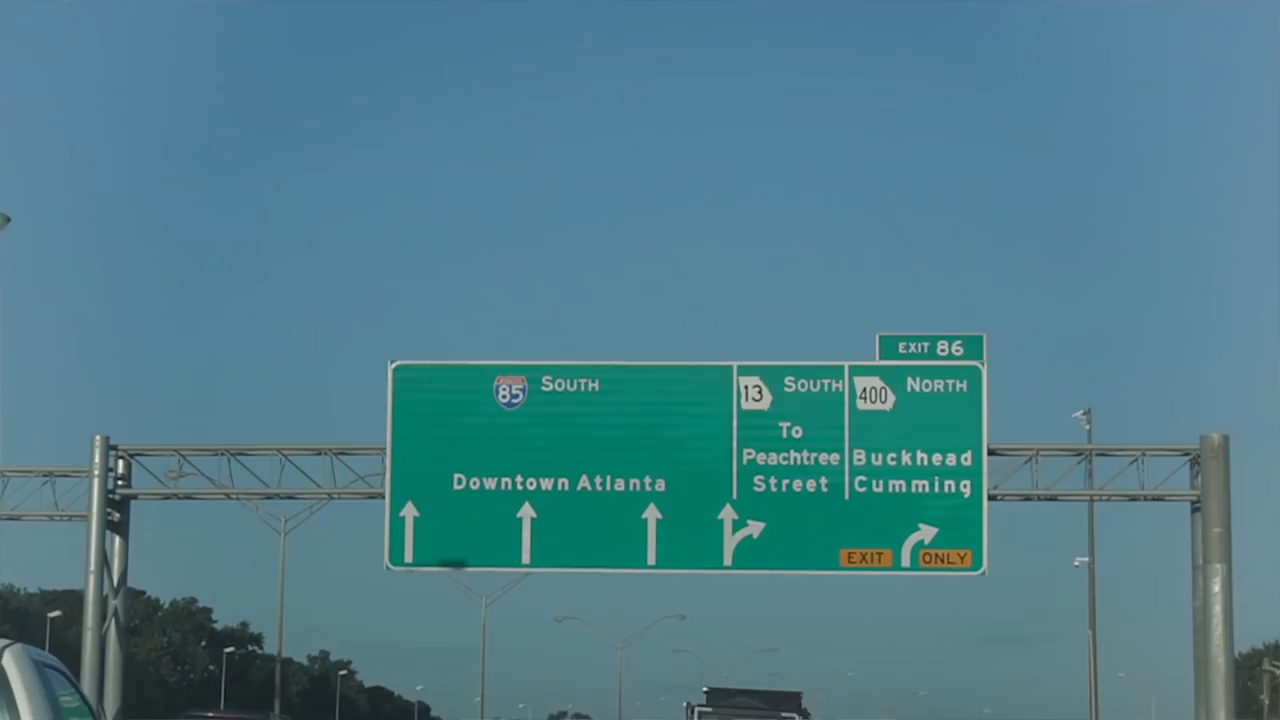 EXIT 86
85 SOUTH
Downtown Atlanta
13 SOUTH
To
Peachtree
Street
400 NORTH
Buckhead
Cumming
EXIT ONLY